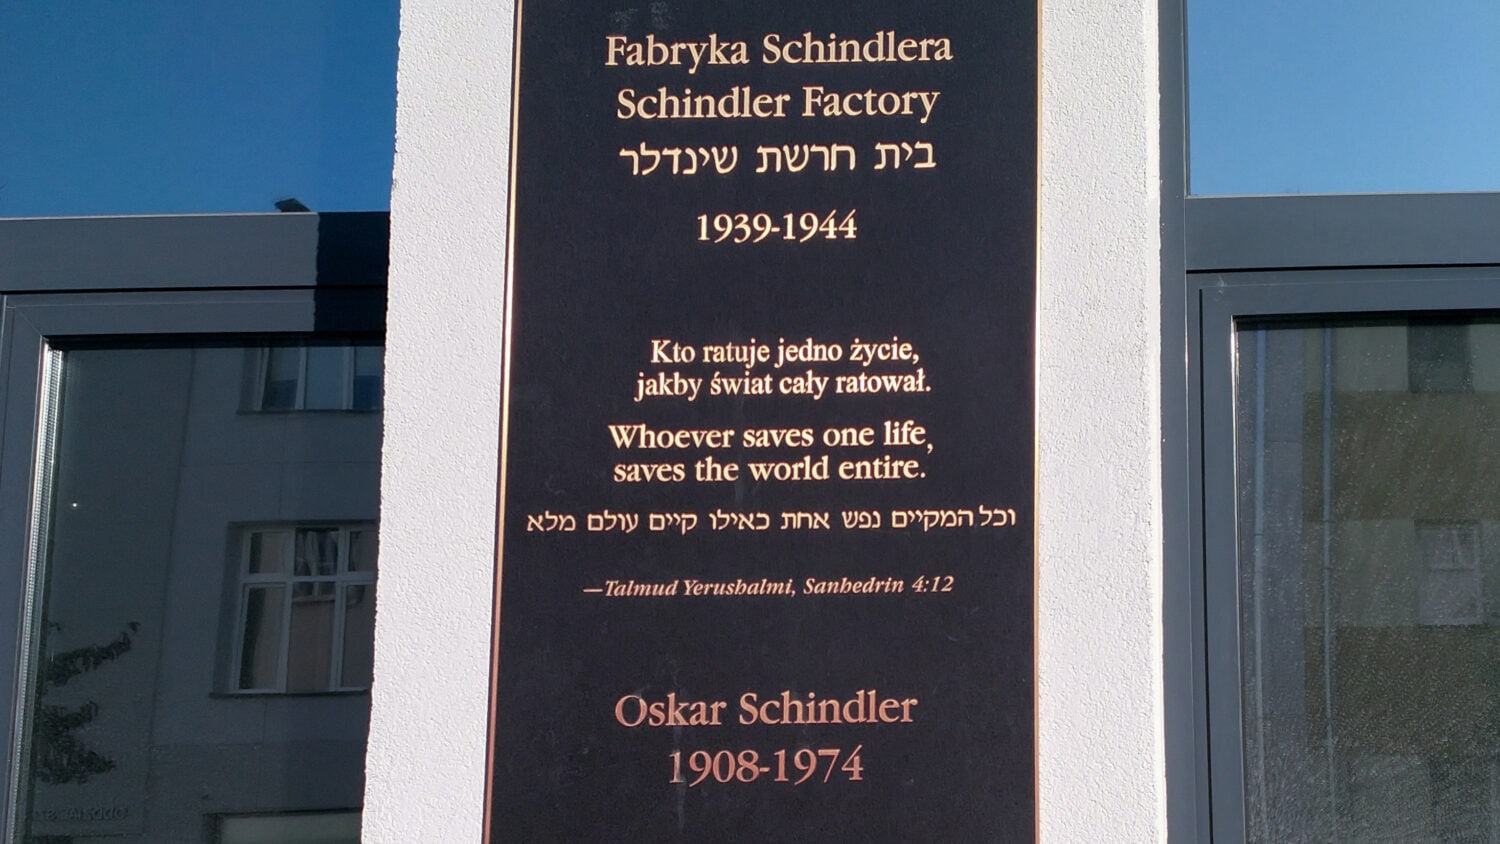 Fabryka Schindlera
Schindler Factory
בית חרשת שינדלר
1939-1944
Kto ratuje jedno życie,
jakby świat cały ratował.
Whoever saves one life,
saves the world entire.
וכל המקיים נפש אחת כאילו קיים עולם מלא
—Talmud Yerushalmi, Sanhedrin 4:12
Oskar Schindler
1908-1974